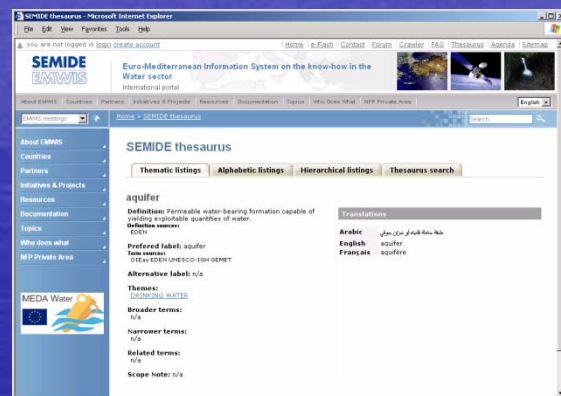 SEMIDE thesaurus - Microsoft Internet Explorer
File Edit View Favorites Tools Help
you are not logged in login create account
Home e-Flash Contact Forum Crawler FAQ Thesaurus Agenda Sitemap
SEMIDE
EMWIS
Euro-Mediterranean Information System on the know-how in the
Water sector
International portal
About EMWIS Countries Partners Initiatives & Projects Resources Documentation Topics Who Does What NFP Private Area English
EMWIS meetings
Home » SEMIDE thesaurus
Search
About EMWIS
Countries
Partners
Initiatives & Projects
Resources
Documentation
Topics
Who does what
NFP Private Area
MEDA Water
SEMIDE thesaurus
Thematic listings Alphabetic listings Hierarchical listings Thesaurus search
aquifer
Definition: Permeable water-bearing formation capable of
yielding exploitable quantities of water.
Definition source:
EDEN
Prefered label: aquifer
Term source:
OIEau EDEN UNESCO-IGH GEMET
Alternative label: n/a
Themes:
DRINKING WATER
Broader terms:
n/a
Narrower terms:
n/a
Related terms:
n/a
Scope Note: n/a
Translations
Arabic
English aquifer
Français aquifère